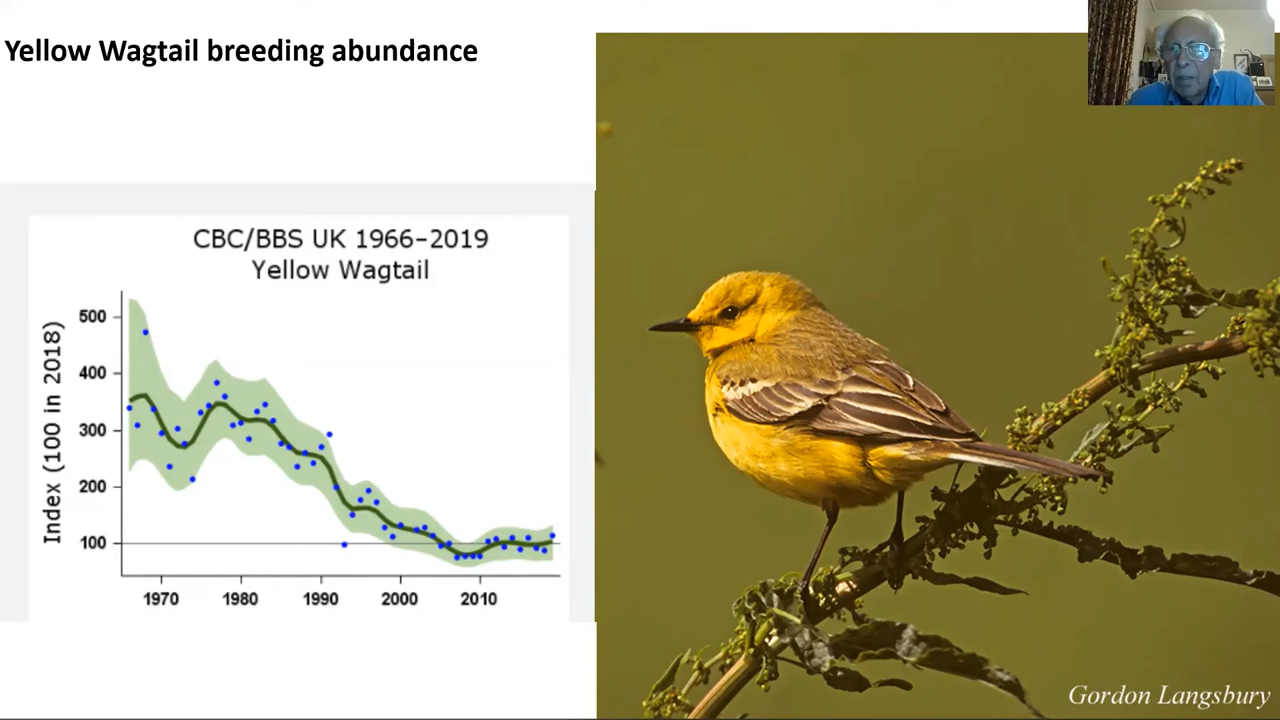 Yellow Wagtail breeding abundance
CBC/BBS UK 1966–2019
Yellow Wagtail
Index (100 in 2018)
500
400
300
200
100
1970 1980 1990 2000 2010
Gordon Langsbury